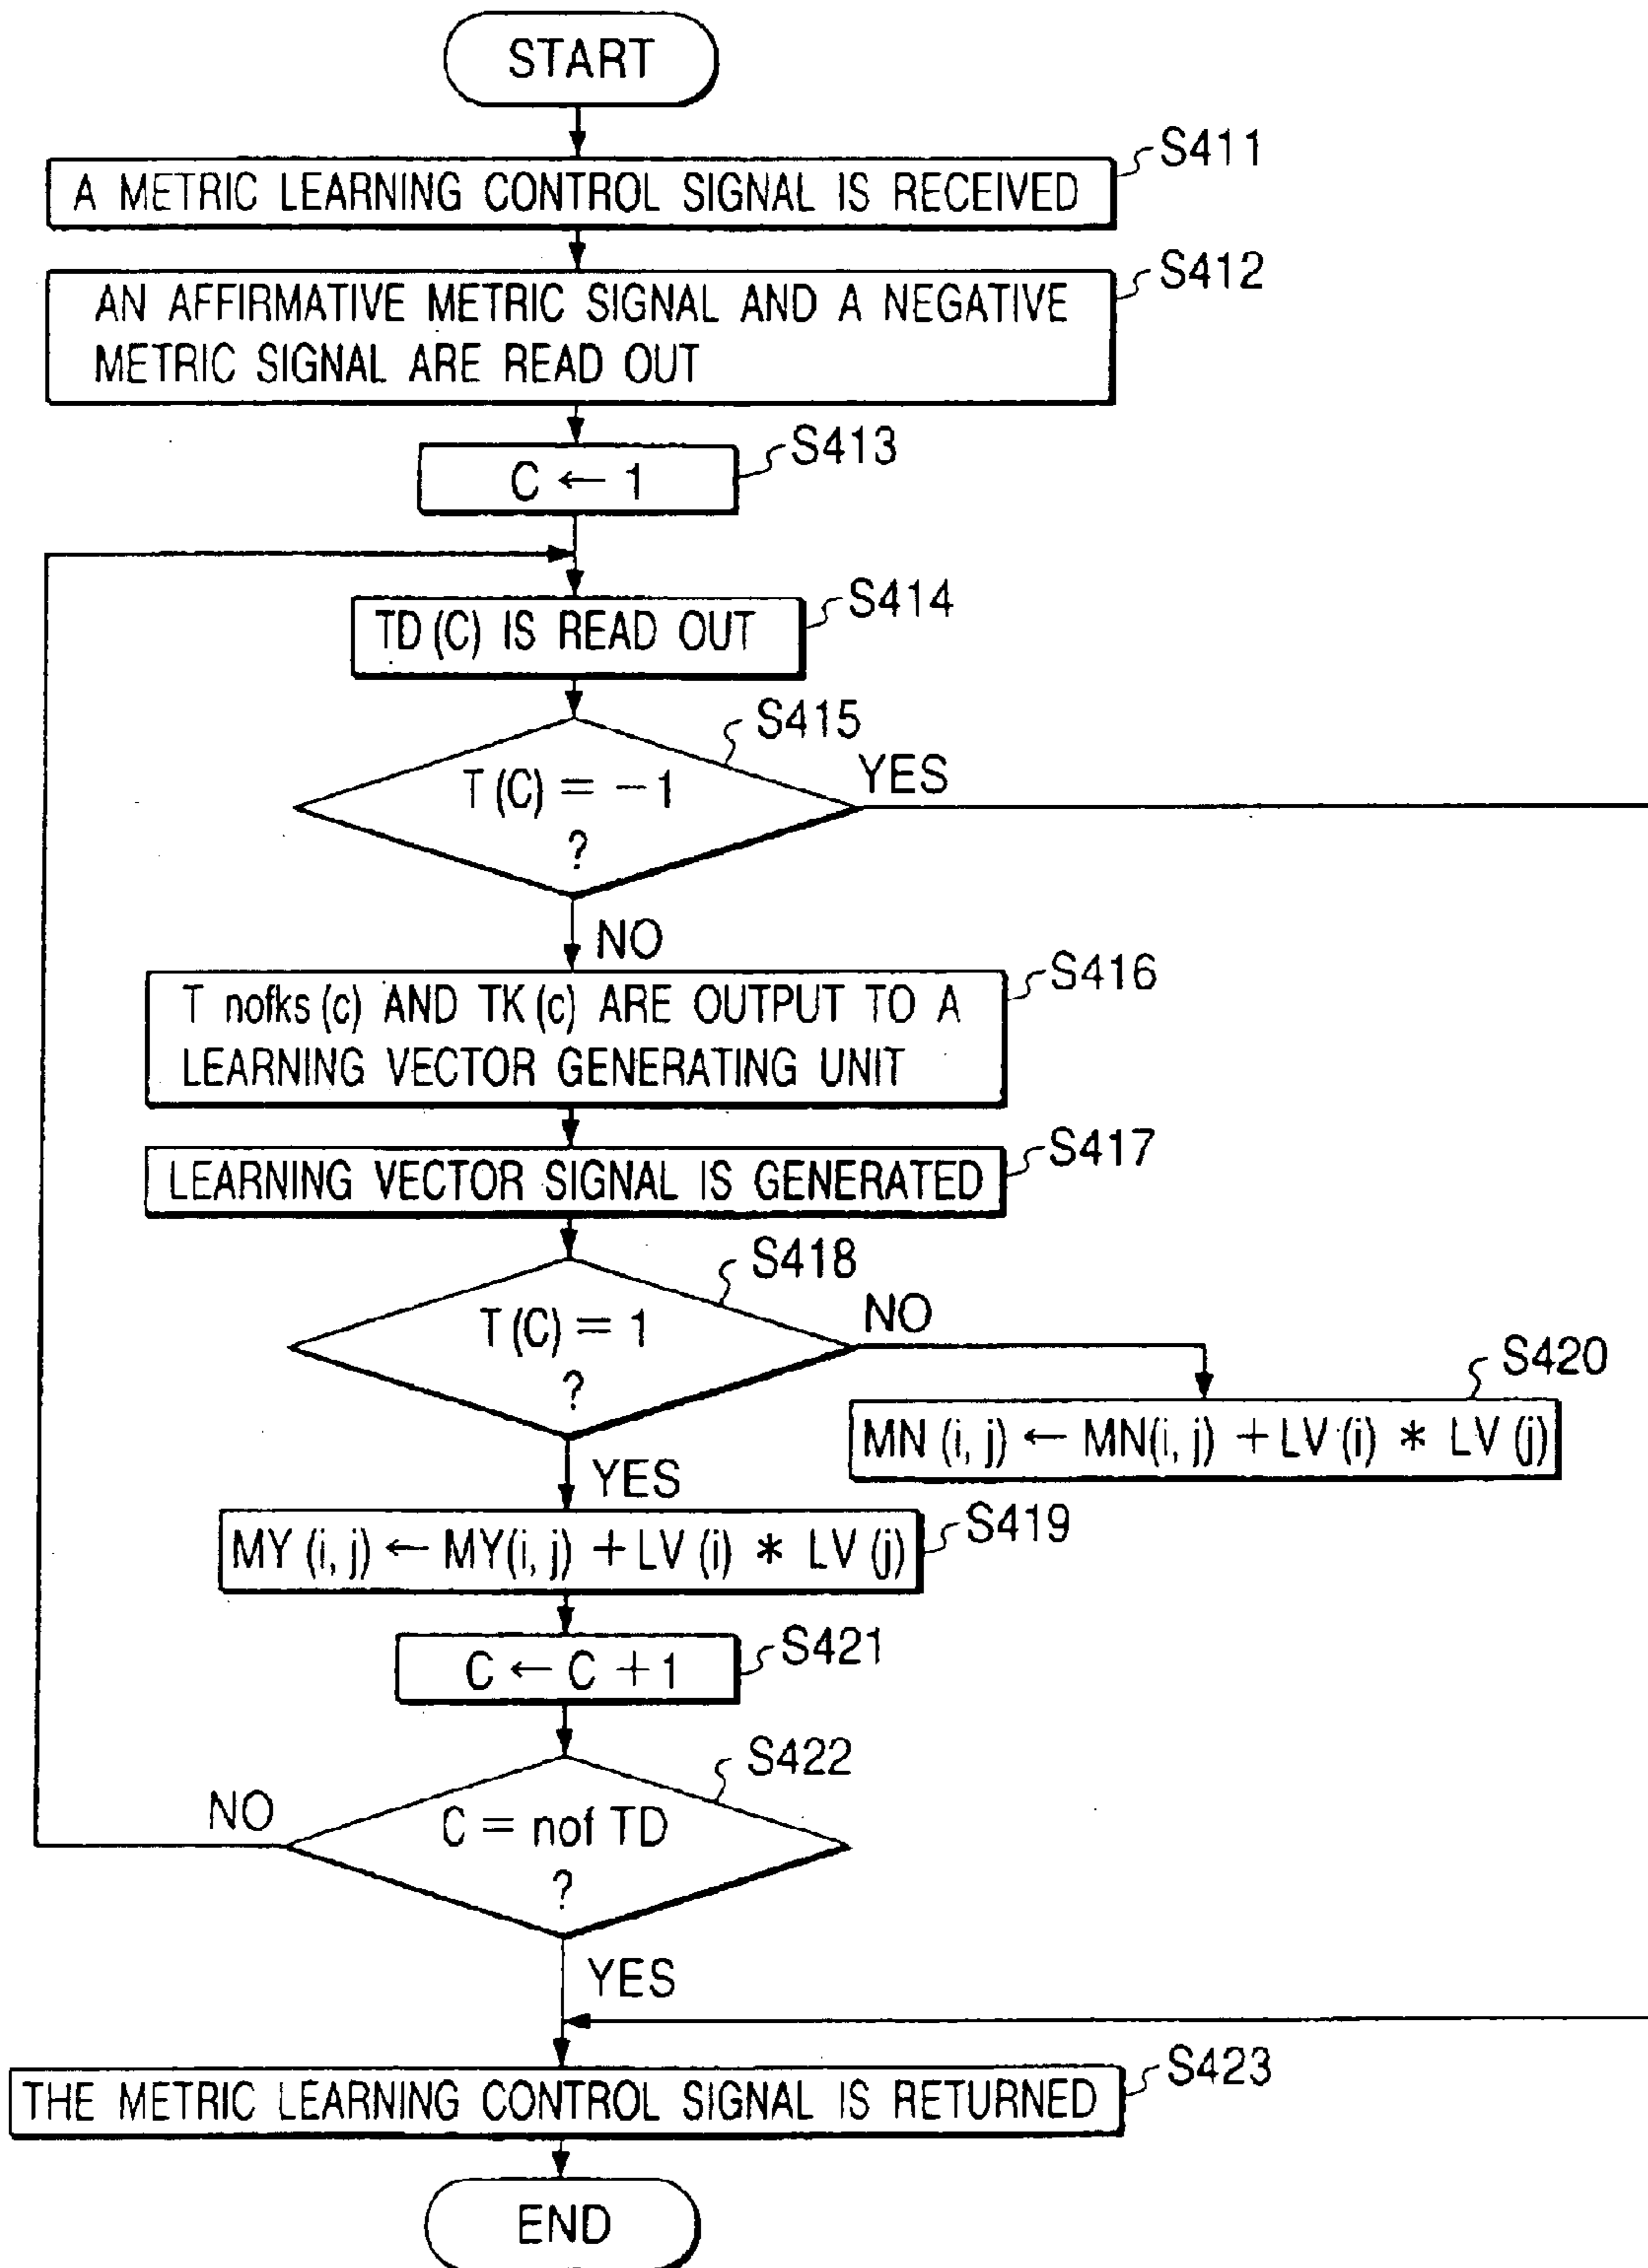 START
S411
A METRIC LEARNING CONTROL SIGNAL IS RECEIVED
S412
AN AFFIRMATIVE METRIC SIGNAL AND A NEGATIVE
METRIC SIGNAL ARE READ OUT
S413
C ← 1
S414
TD (C) IS READ OUT
S415
T (C) = −1
?
YES
NO
S416
T nofks (c) AND TK (c) ARE OUTPUT TO A
LEARNING VECTOR GENERATING UNIT
S417
LEARNING VECTOR SIGNAL IS GENERATED
S418
T (C) = 1
?
NO
S420
MN (i, j) ← MN(i, j) + LV (i) * LV (j)
YES
S419
MY (i, j) ← MY(i, j) + LV (i) * LV (j)
S421
C ← C + 1
S422
C = nof TD
?
NO
YES
S423
THE METRIC LEARNING CONTROL SIGNAL IS RETURNED
END